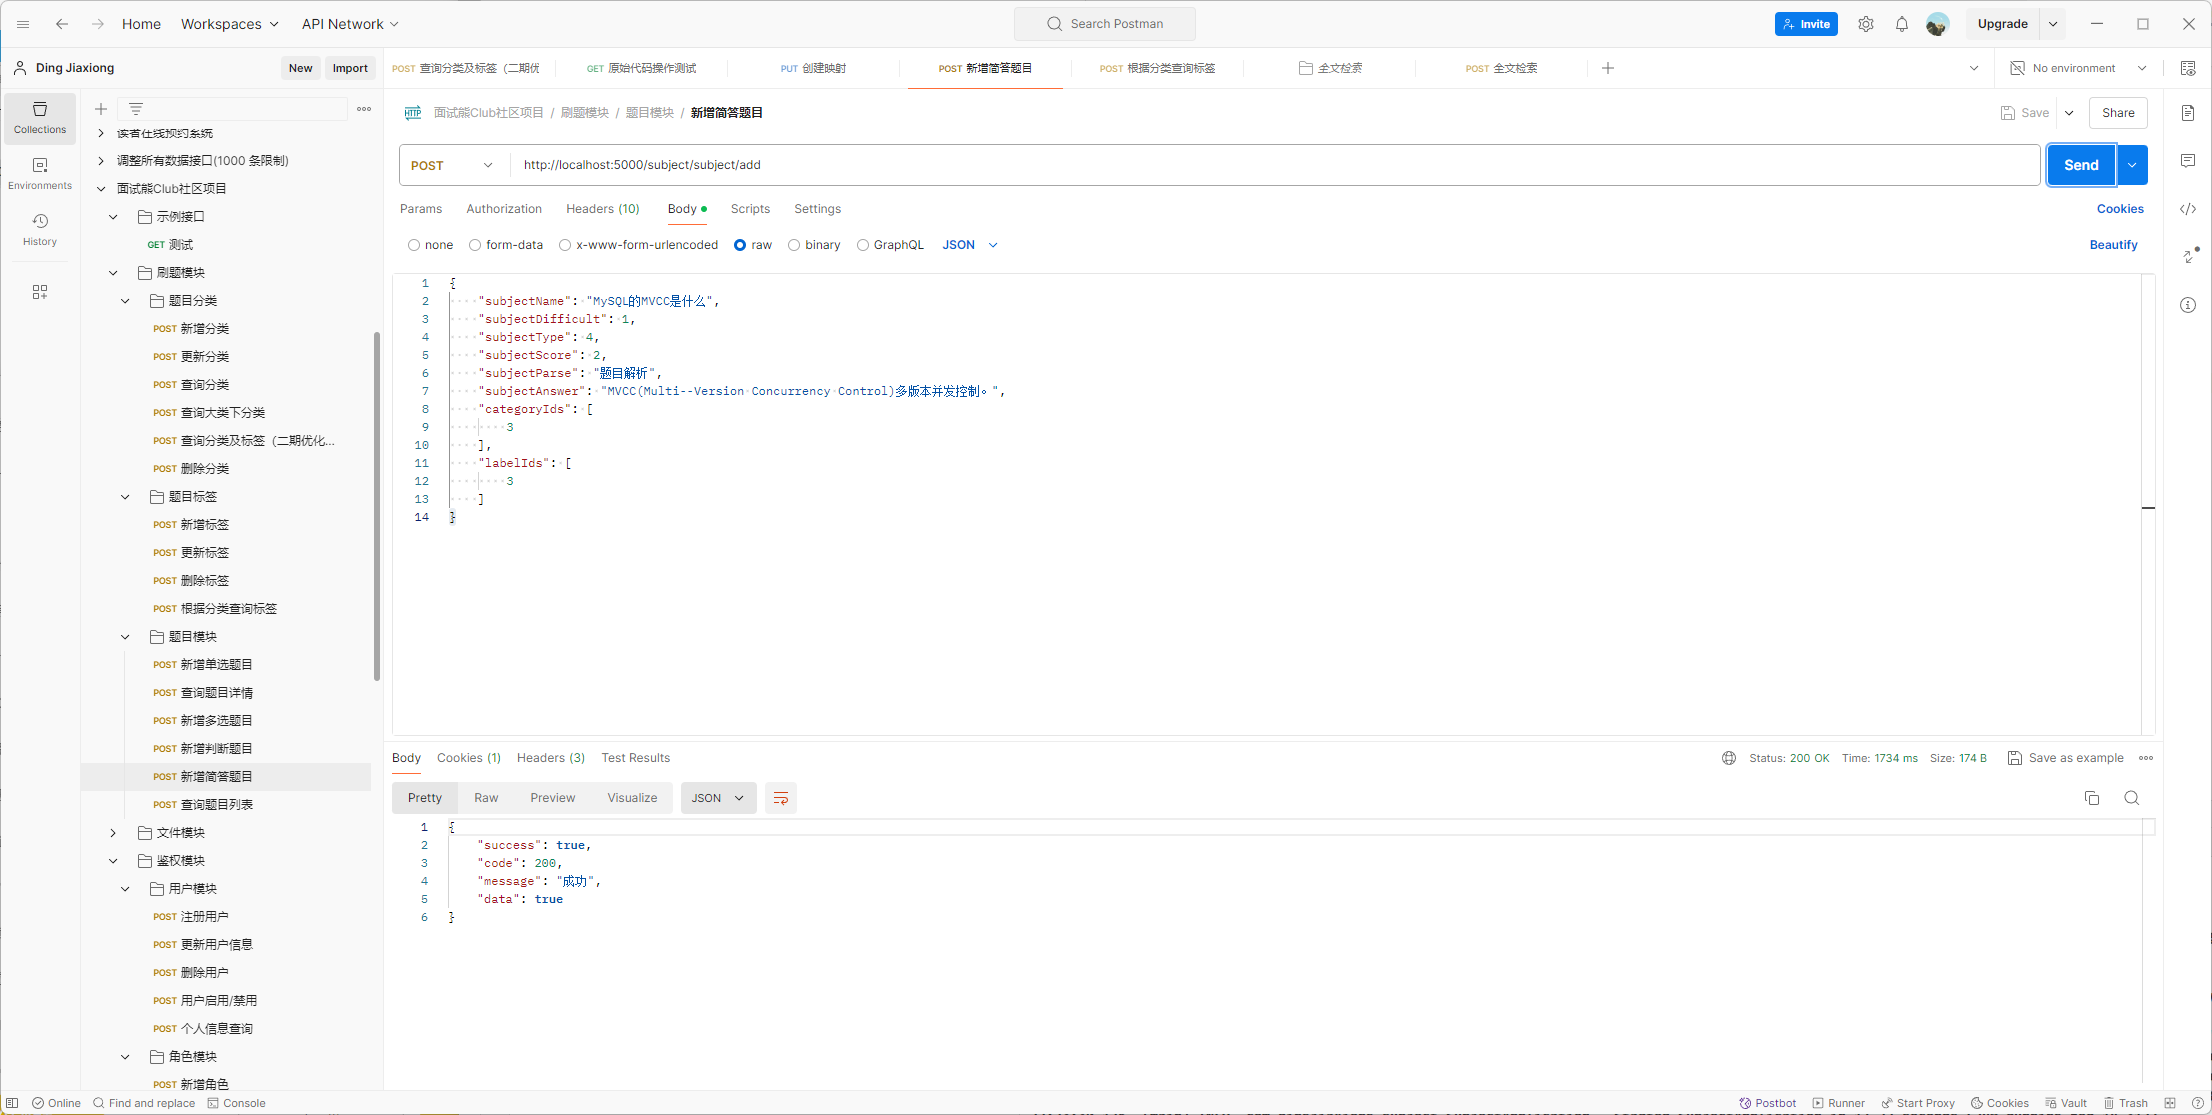 Home Workspaces API Network Search Postman Invite Upgrade
Ding Jiaxiong New Import
POST 查询分类及标签（二期优 GET 原始代码操作测试 PUT 创建映射 POST 新增简答题目 POST 根据分类查询标签 全文检索 POST 全文检索 No environment
Collections
Environments
History
读者在线预约系统
调整所有数据接口(1000 条限制)
面试熊Club社区项目
示例接口
GET 测试
刷题模块
题目分类
POST 新增分类
POST 更新分类
POST 查询分类
POST 查询大类下分类
POST 查询分类及标签（二期优化...
POST 删除分类
题目标签
POST 新增标签
POST 更新标签
POST 删除标签
POST 根据分类查询标签
题目模块
POST 新增单选题目
POST 查询题目详情
POST 新增多选题目
POST 新增判断题目
POST 新增简答题目
POST 查询题目列表
文件模块
鉴权模块
用户模块
POST 注册用户
POST 更新用户信息
POST 删除用户
POST 用户启用/禁用
POST 个人信息查询
角色模块
POST 新增角色
HTTP 面试熊Club社区项目 / 刷题模块 / 题目模块 / 新增简答题目 Save Share
POST http://localhost:5000/subject/subject/add Send
Params Authorization Headers (10) Body Scripts Settings Cookies
none form-data x-www-form-urlencoded raw binary GraphQL JSON Beautify
1 {
2 "subjectName": "MySQL的MVCC是什么",
3 "subjectDifficult": 1,
4 "subjectType": 4,
5 "subjectScore": 2,
6 "subjectParse": "题目解析",
7 "subjectAnswer": "MVCC(Multi--Version Concurrency Control)多版本并发控制。",
8 "categoryIds": [
9 3
10 ],
11 "labelIds": [
12 3
13 ]
14 }
Body Cookies (1) Headers (3) Test Results Status: 200 OK Time: 1734 ms Size: 174 B Save as example
Pretty Raw Preview Visualize JSON
1 {
2 "success": true,
3 "code": 200,
4 "message": "成功",
5 "data": true
6 }
Online Find and replace Console Postbot Runner Start Proxy Cookies Vault Trash